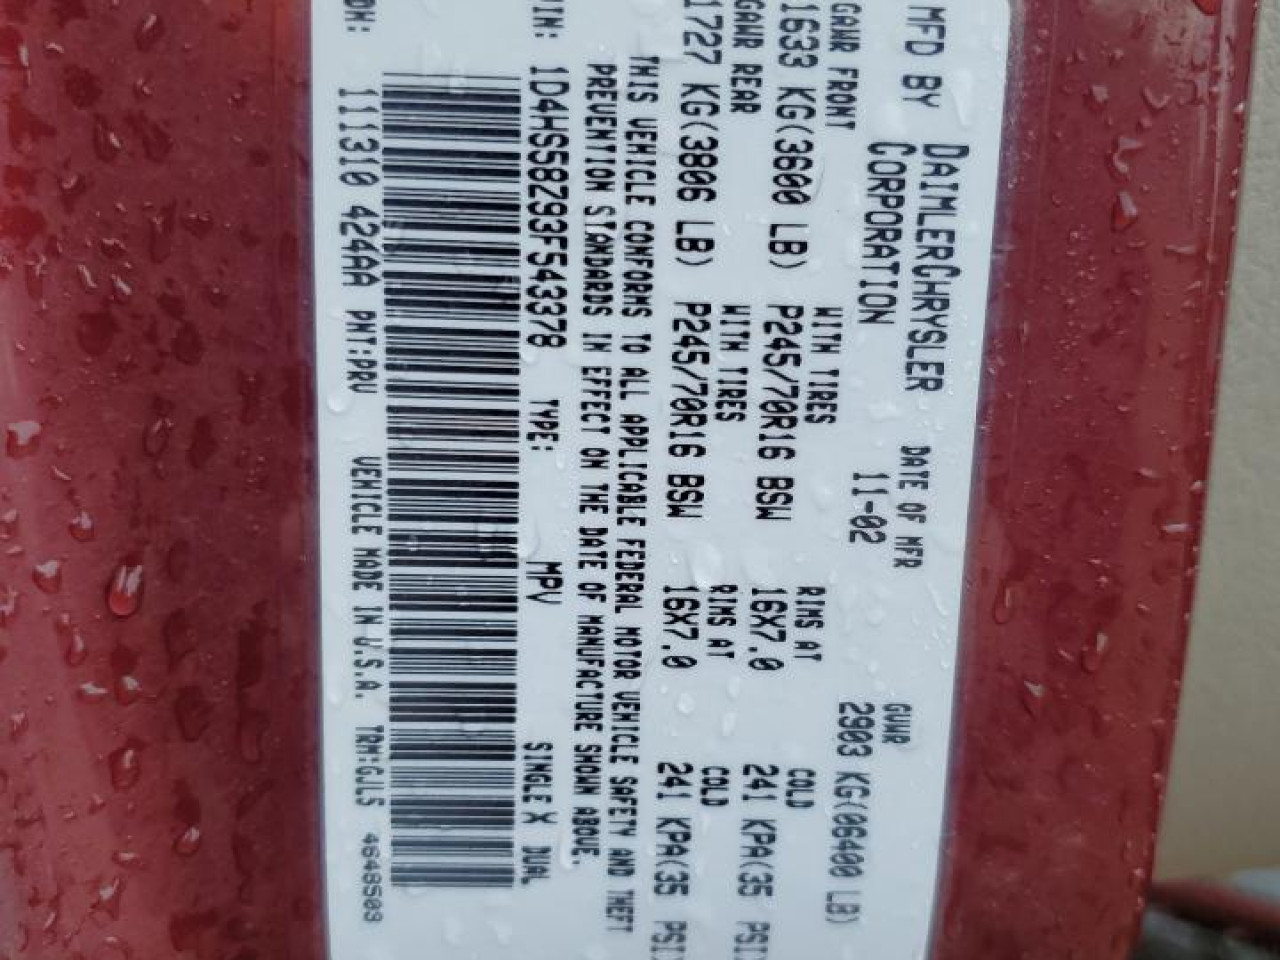 MFD BY DAIMLERCHRYSLER CORPORATION DATE OF MFR 11-02 GVWR 2903 KG(06400 LB)
GAWR FRONT WITH TIRES RIMS AT COLD
1633 KG(3600 LB) P245/70R16 BSW 16X7.0 241 KPA(35 PSI)
GAWR REAR WITH TIRES RIMS AT COLD
1727 KG(3806 LB) P245/70R16 BSW 16X7.0 241 KPA(35 PSI)
THIS VEHICLE CONFORMS TO ALL APPLICABLE FEDERAL MOTOR VEHICLE SAFETY AND THEFT
PREVENTION STANDARDS IN EFFECT ON THE DATE OF MANUFACTURE SHOWN ABOVE.
VIN: 1D4HS58Z93F543378 TYPE: MPV SINGLE X DUAL
MDH: 111310 424AA PNT:PRV VEHICLE MADE IN U.S.A. TRM:GJL5 4648509